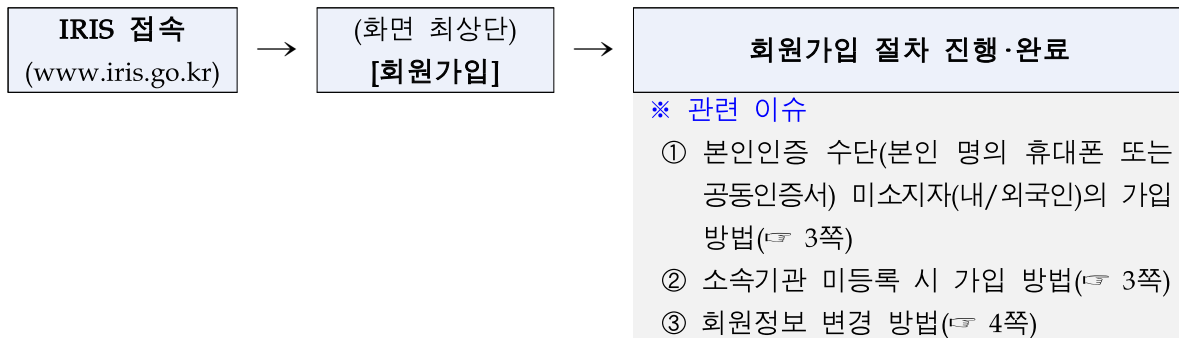 IRIS 접속
(www.iris.go.kr)
→
(화면 최상단)
[회원가입]
→
회원가입 절차 진행·완료
※ 관련 이슈
① 본인인증 수단(본인 명의 휴대폰 또는
공동인증서) 미소지자(내/외국인)의 가입
방법(☞ 3쪽)
② 소속기관 미등록 시 가입 방법(☞ 3쪽)
③ 회원정보 변경 방법(☞ 4쪽)